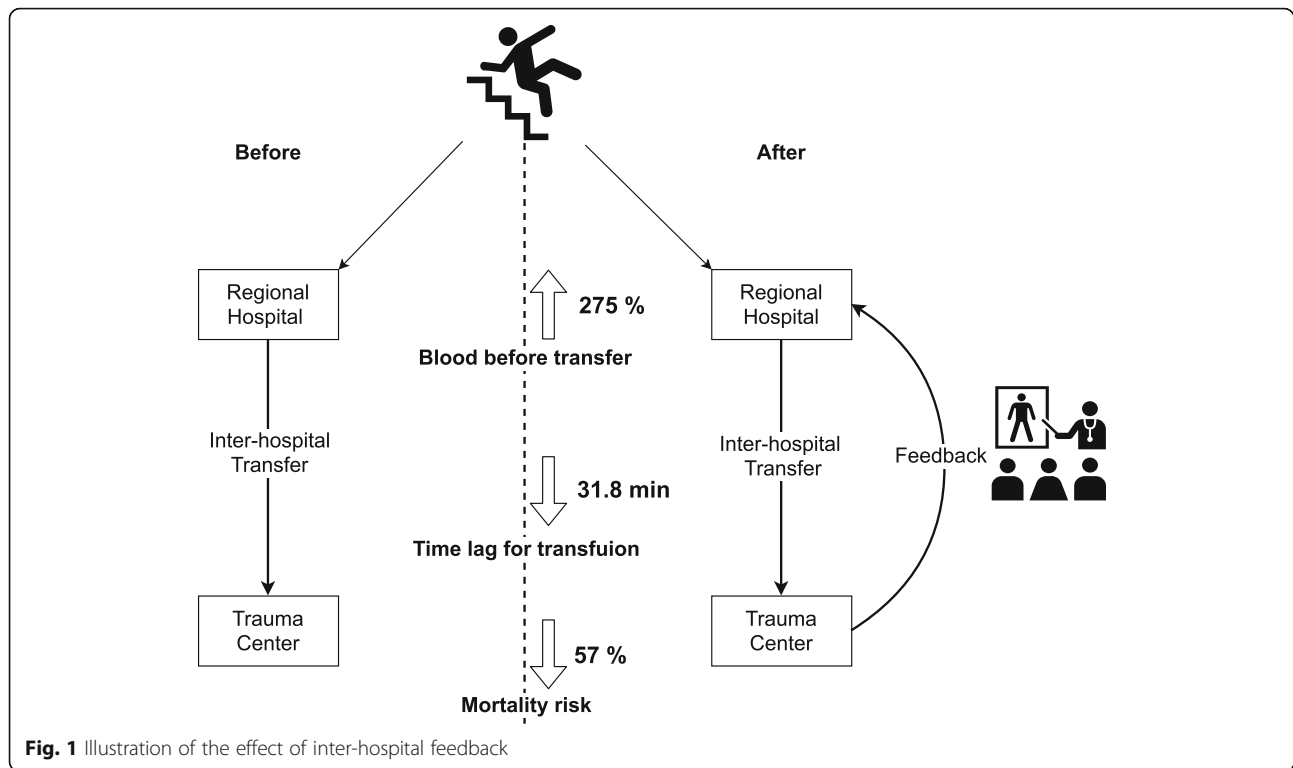 Before
After
Regional
Hospital
275 %
Regional
Hospital
Blood before transfer
Inter-hospital
Transfer
31.8 min
Inter-hospital
Transfer
Feedback
Time lag for transfuion
Trauma
Center
57 %
Trauma
Center
Mortality risk
Fig. 1 Illustration of the effect of inter-hospital feedback